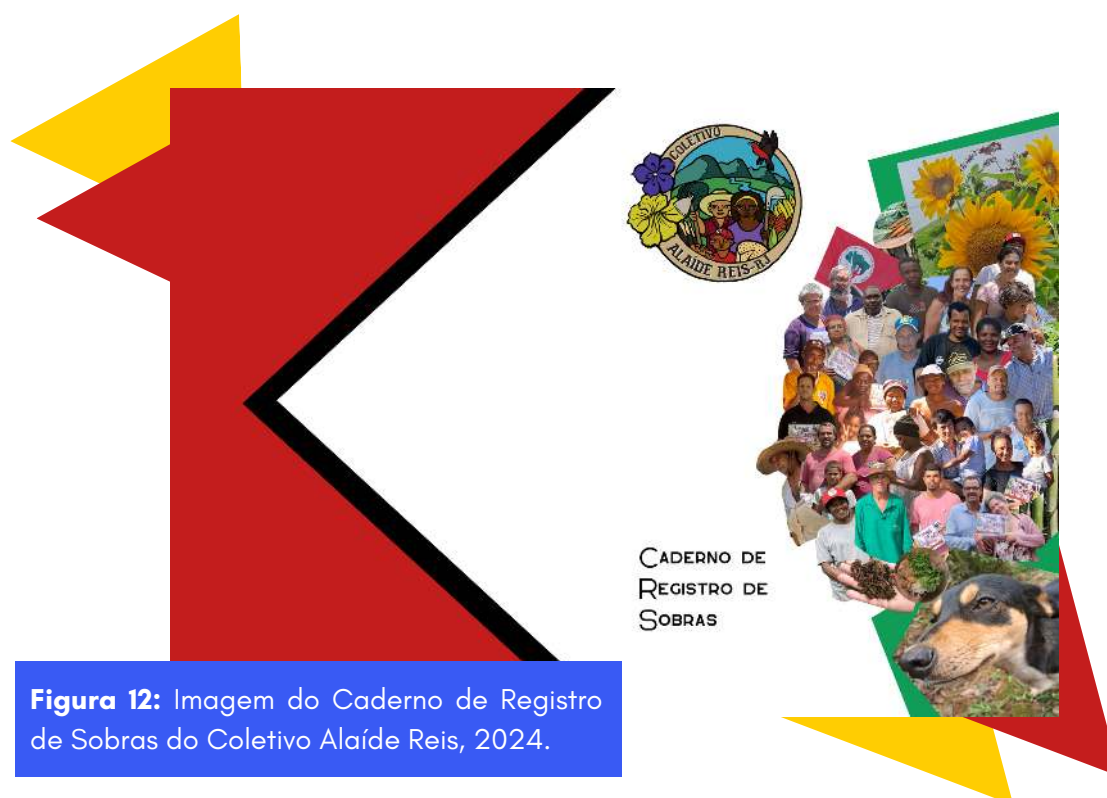 COLETIVO
ALAÍDE REIS-RJ
CADERNO DE
REGISTRO DE
SOBRAS
Figura 12: Imagem do Caderno de Registro
de Sobras do Coletivo Alaíde Reis, 2024.